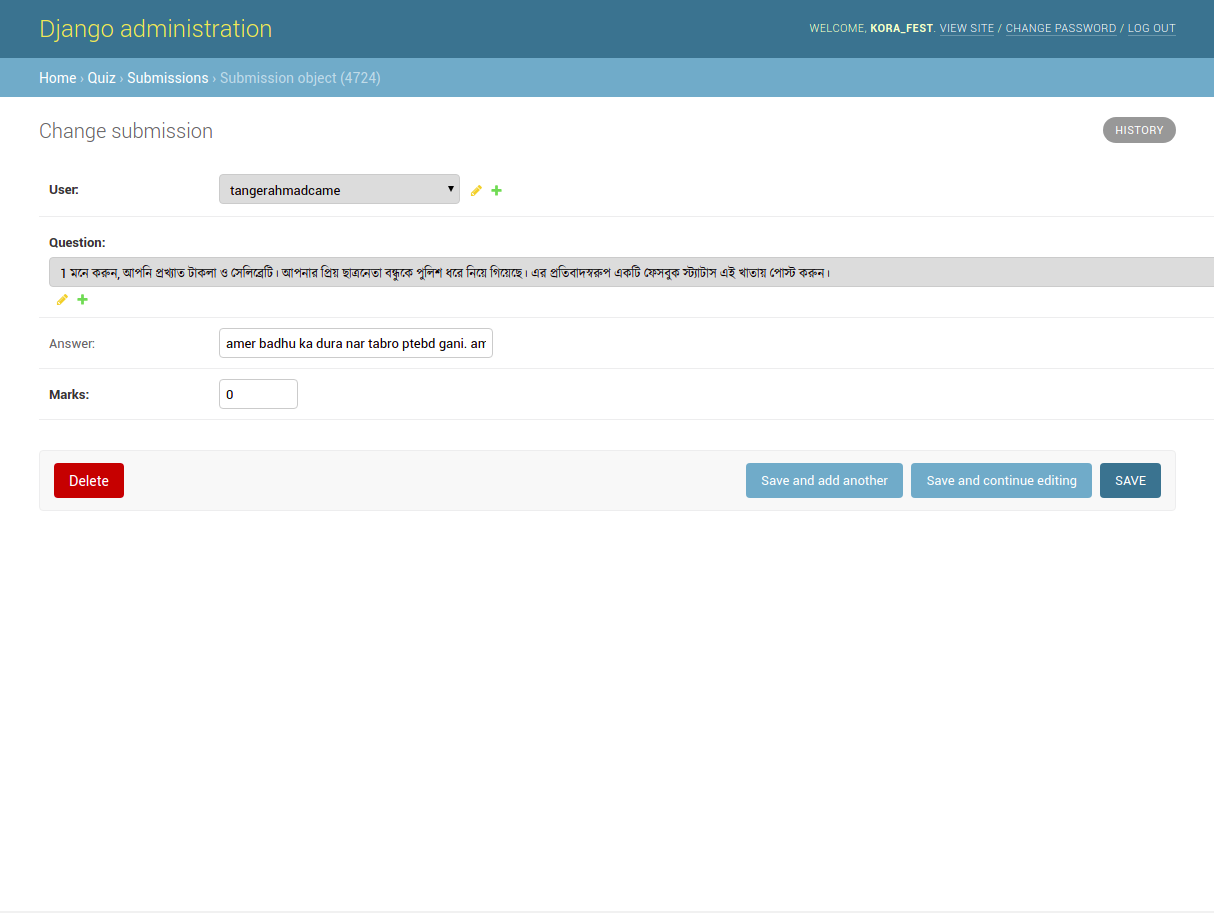 Django administration
WELCOME, KORA_FEST. VIEW SITE / CHANGE PASSWORD / LOG OUT
Home › Quiz › Submissions › Submission object (4724)
Change submission
HISTORY
User:
tangerahmadcame
Question:
1 মনে করুন, আপনি প্রখ্যাত টাকলা ও সেলিব্রেটি। আপনার প্রিয় ছাত্রনেতা বন্ধুকে পুলিশ ধরে নিয়ে গিয়েছে। এর প্রতিবাদস্বরুপ একটি ফেসবুক স্ট্যাটাস এই খাতায় পোস্ট করুন।
Answer:
amer badhu ka dura nar tabro ptebd gani. am
Marks:
0
Delete
Save and add another
Save and continue editing
SAVE